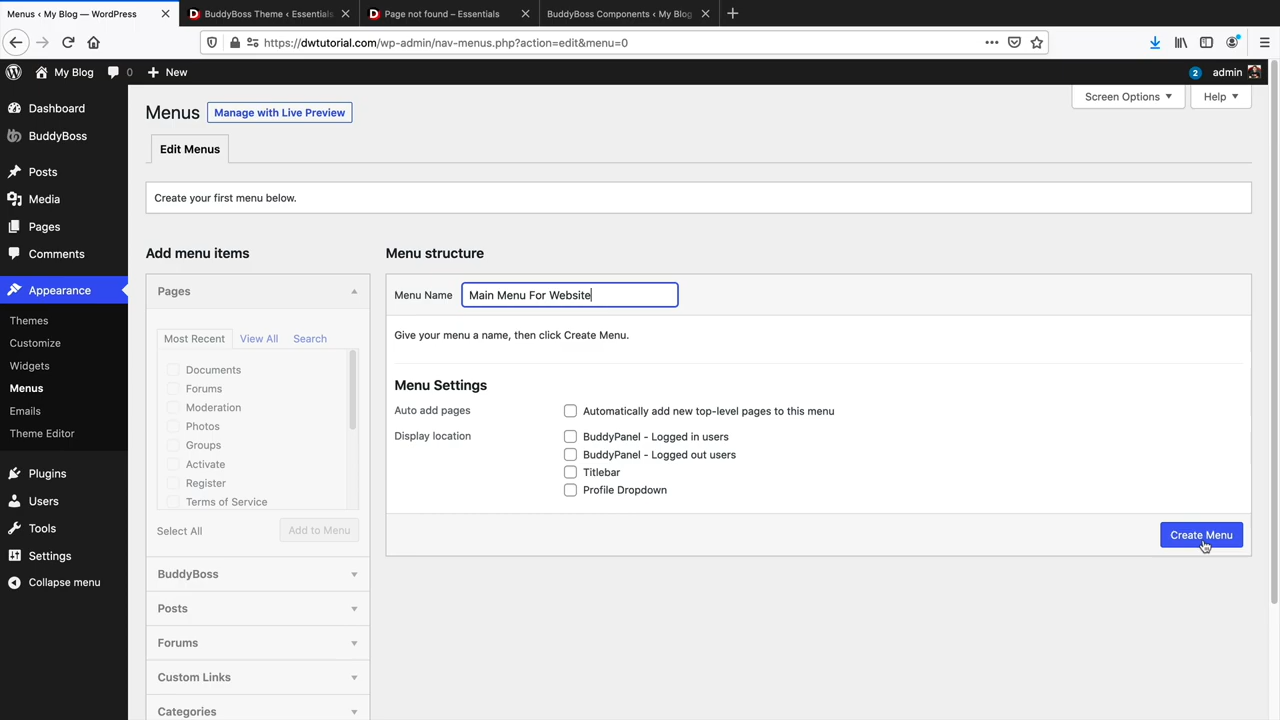 Menus ‹ My Blog — WordPress
BuddyBoss Theme ‹ Essentials
Page not found – Essentials
BuddyBoss Components ‹ My Blog
https://dwtutorial.com/wp-admin/nav-menus.php?action=edit&menu=0
My Blog
0
New
2
admin
Dashboard
BuddyBoss
Posts
Media
Pages
Comments
Appearance
Themes
Customize
Widgets
Menus
Emails
Theme Editor
Plugins
Users
Tools
Settings
Collapse menu
Screen Options
Help
Menus
Manage with Live Preview
Edit Menus
Create your first menu below.
Add menu items
Pages
Most Recent
View All
Search
Documents
Forums
Moderation
Photos
Groups
Activate
Register
Terms of Service
Select All
Add to Menu
BuddyBoss
Posts
Forums
Custom Links
Categories
Menu structure
Menu Name
Main Menu For Website
Give your menu a name, then click Create Menu.
Menu Settings
Auto add pages
Automatically add new top-level pages to this menu
Display location
BuddyPanel - Logged in users
BuddyPanel - Logged out users
Titlebar
Profile Dropdown
Create Menu